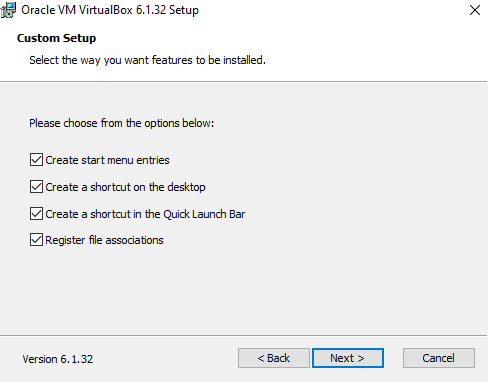 Oracle VM VirtualBox 6.1.32 Setup
Custom Setup
Select the way you want features to be installed.
Please choose from the options below:
Create start menu entries
Create a shortcut on the desktop
Create a shortcut in the Quick Launch Bar
Register file associations
Version 6.1.32
< Back
Next >
Cancel